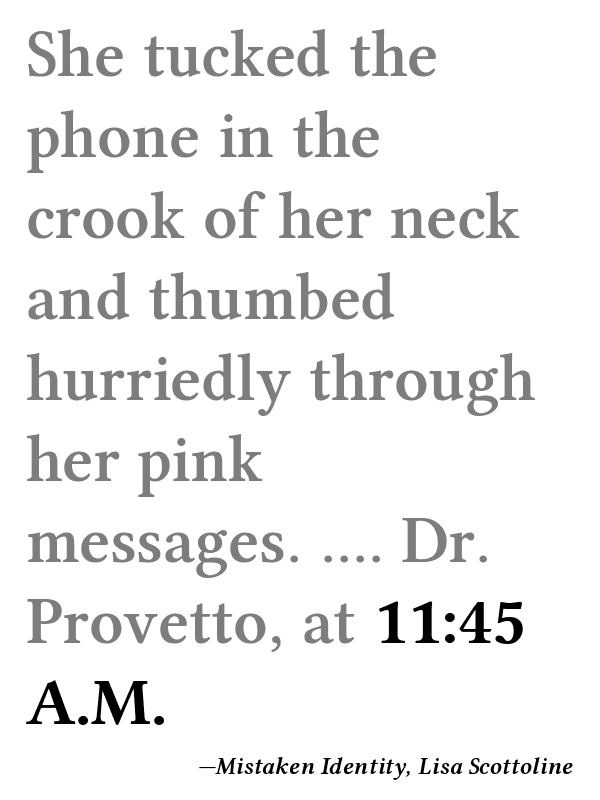 She tucked the
phone in the
crook of her neck
and thumbed
hurriedly through
her pink
messages. .... Dr.
Provetto, at 11:45
A.M.
—Mistaken Identity, Lisa Scottoline